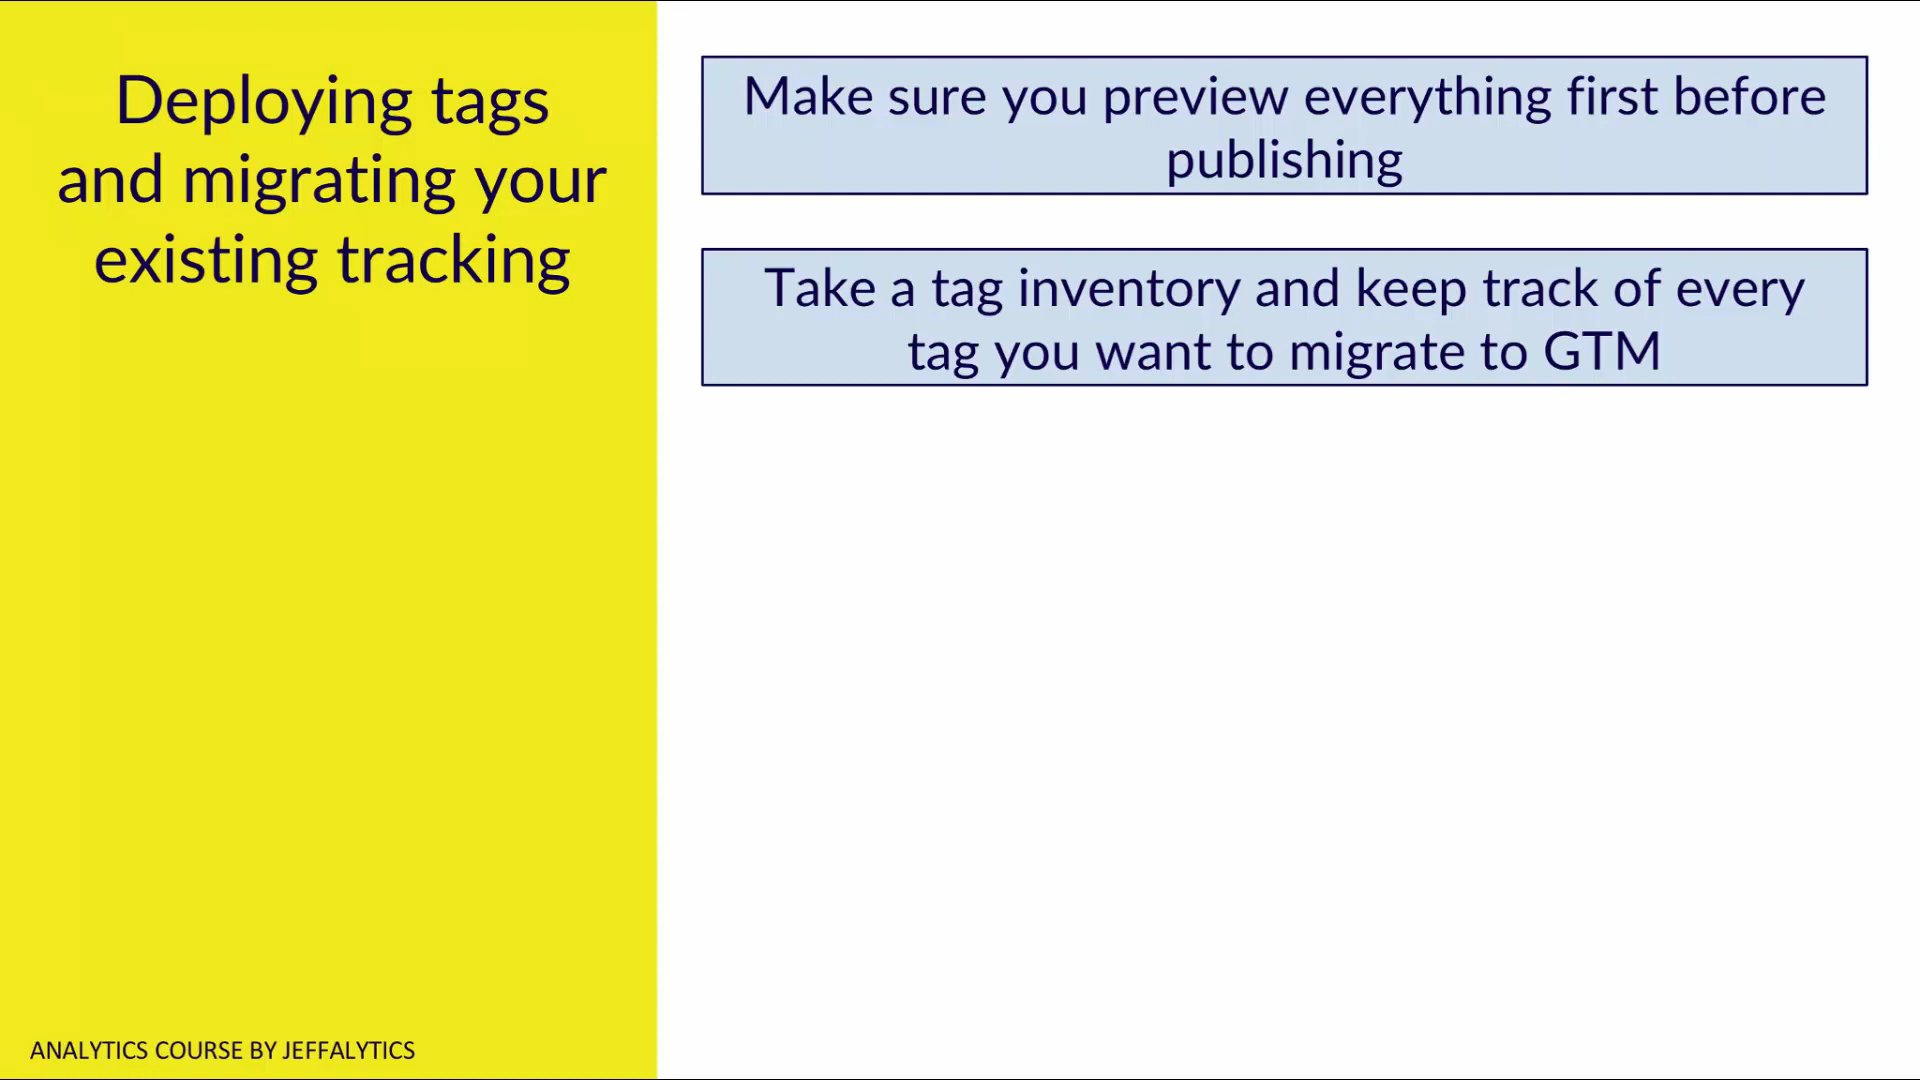 Deploying tags
and migrating your
existing tracking
Make sure you preview everything first before
publishing
Take a tag inventory and keep track of every
tag you want to migrate to GTM
ANALYTICS COURSE BY JEFFALYTICS